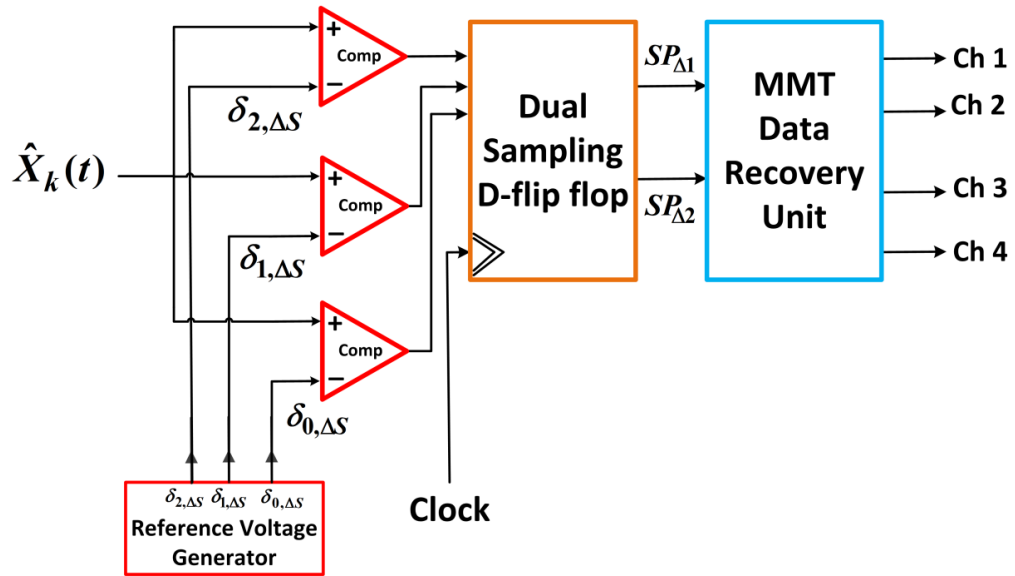 +
Comp
−
δ2,ΔS
X̂k(t)
+
Comp
−
δ1,ΔS
+
Comp
−
δ0,ΔS
δ2,ΔS δ1,ΔS δ0,ΔS
Reference Voltage
Generator
Clock
Dual
Sampling
D-flip flop
SPΔ1
SPΔ2
MMT
Data
Recovery
Unit
Ch 1
Ch 2
Ch 3
Ch 4